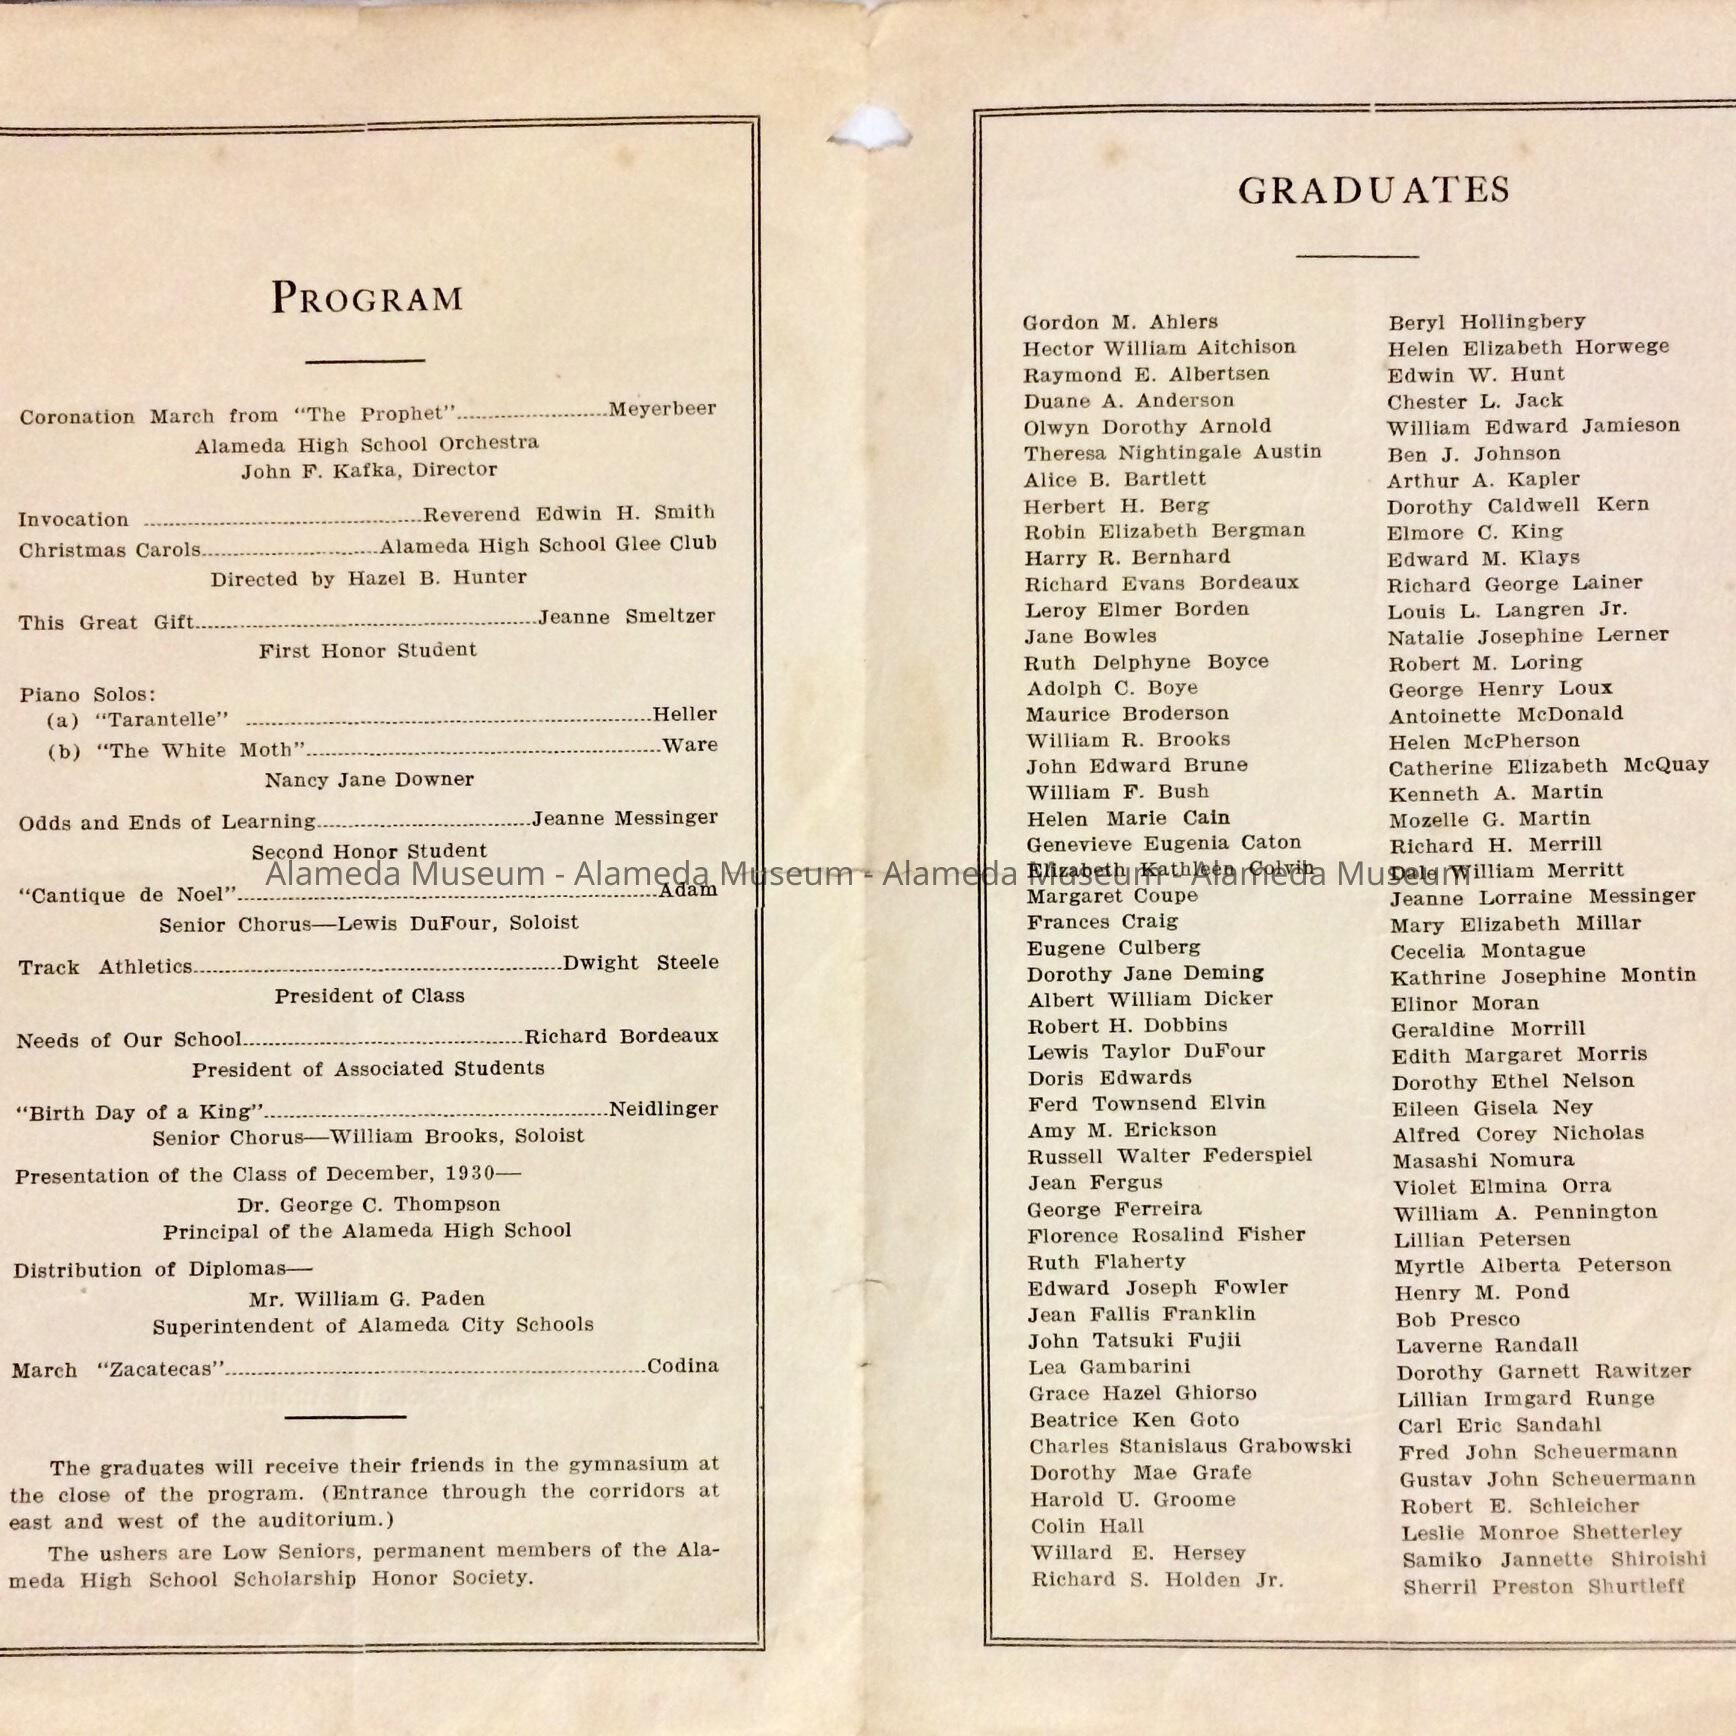 PROGRAM
Coronation March from "The Prophet"........................Meyerbeer
Alameda High School Orchestra
John F. Kafka, Director
Invocation ............................................Reverend Edwin H. Smith
Christmas Carols............................Alameda High School Glee Club
Directed by Hazel B. Hunter
This Great Gift......................................................Jeanne Smeltzer
First Honor Student
Piano Solos:
(a) "Tarantelle" ................................................................Heller
(b) "The White Moth"........................................................Ware
Nancy Jane Downer
Odds and Ends of Learning..................................Jeanne Messinger
Second Honor Student
"Cantique de Noel"..................................................................Adam
Senior Chorus—Lewis DuFour, Soloist
Track Athletics..........................................................Dwight Steele
President of Class
Needs of Our School............................................Richard Bordeaux
President of Associated Students
"Birth Day of a King"......................................................Neidlinger
Senior Chorus—William Brooks, Soloist
Presentation of the Class of December, 1930—
Dr. George C. Thompson
Principal of the Alameda High School
Distribution of Diplomas—
Mr. William G. Paden
Superintendent of Alameda City Schools
March "Zacatecas"..................................................................Codina
The graduates will receive their friends in the gymnasium at
the close of the program. (Entrance through the corridors at
east and west of the auditorium.)
The ushers are Low Seniors, permanent members of the Ala-
meda High School Scholarship Honor Society.
GRADUATES
Gordon M. Ahlers
Hector William Aitchison
Raymond E. Albertsen
Duane A. Anderson
Olwyn Dorothy Arnold
Theresa Nightingale Austin
Alice B. Bartlett
Herbert H. Berg
Robin Elizabeth Bergman
Harry R. Bernhard
Richard Evans Bordeaux
Leroy Elmer Borden
Jane Bowles
Ruth Delphyne Boyce
Adolph C. Boye
Maurice Broderson
William R. Brooks
John Edward Brune
William F. Bush
Helen Marie Cain
Genevieve Eugenia Caton
Elizabeth Kathleen Colvin
Margaret Coupe
Frances Craig
Eugene Culberg
Dorothy Jane Deming
Albert William Dicker
Robert H. Dobbins
Lewis Taylor DuFour
Doris Edwards
Ferd Townsend Elvin
Amy M. Erickson
Russell Walter Federspiel
Jean Fergus
George Ferreira
Florence Rosalind Fisher
Ruth Flaherty
Edward Joseph Fowler
Jean Fallis Franklin
John Tatsuki Fujii
Lea Gambarini
Grace Hazel Ghiorso
Beatrice Ken Goto
Charles Stanislaus Grabowski
Dorothy Mae Grafe
Harold U. Groome
Colin Hall
Willard E. Hersey
Richard S. Holden Jr.
Beryl Hollingbery
Helen Elizabeth Horwege
Edwin W. Hunt
Chester L. Jack
William Edward Jamieson
Ben J. Johnson
Arthur A. Kapler
Dorothy Caldwell Kern
Elmore C. King
Edward M. Klays
Richard George Lainer
Louis L. Langren Jr.
Natalie Josephine Lerner
Robert M. Loring
George Henry Loux
Antoinette McDonald
Helen McPherson
Catherine Elizabeth McQuay
Kenneth A. Martin
Mozelle G. Martin
Richard H. Merrill
Dale William Merritt
Jeanne Lorraine Messinger
Mary Elizabeth Millar
Cecelia Montague
Kathrine Josephine Montin
Elinor Moran
Geraldine Morrill
Edith Margaret Morris
Dorothy Ethel Nelson
Eileen Gisela Ney
Alfred Corey Nicholas
Masashi Nomura
Violet Elmina Orra
William A. Pennington
Lillian Petersen
Myrtle Alberta Peterson
Henry M. Pond
Bob Presco
Laverne Randall
Dorothy Garnett Rawitzer
Lillian Irmgard Runge
Carl Eric Sandahl
Fred John Scheuermann
Gustav John Scheuermann
Robert E. Schleicher
Leslie Monroe Shetterley
Samiko Jannette Shiroishi
Sherril Preston Shurtleff
Alameda Museum - Alameda Museum - Alameda Museum - Alameda Museum